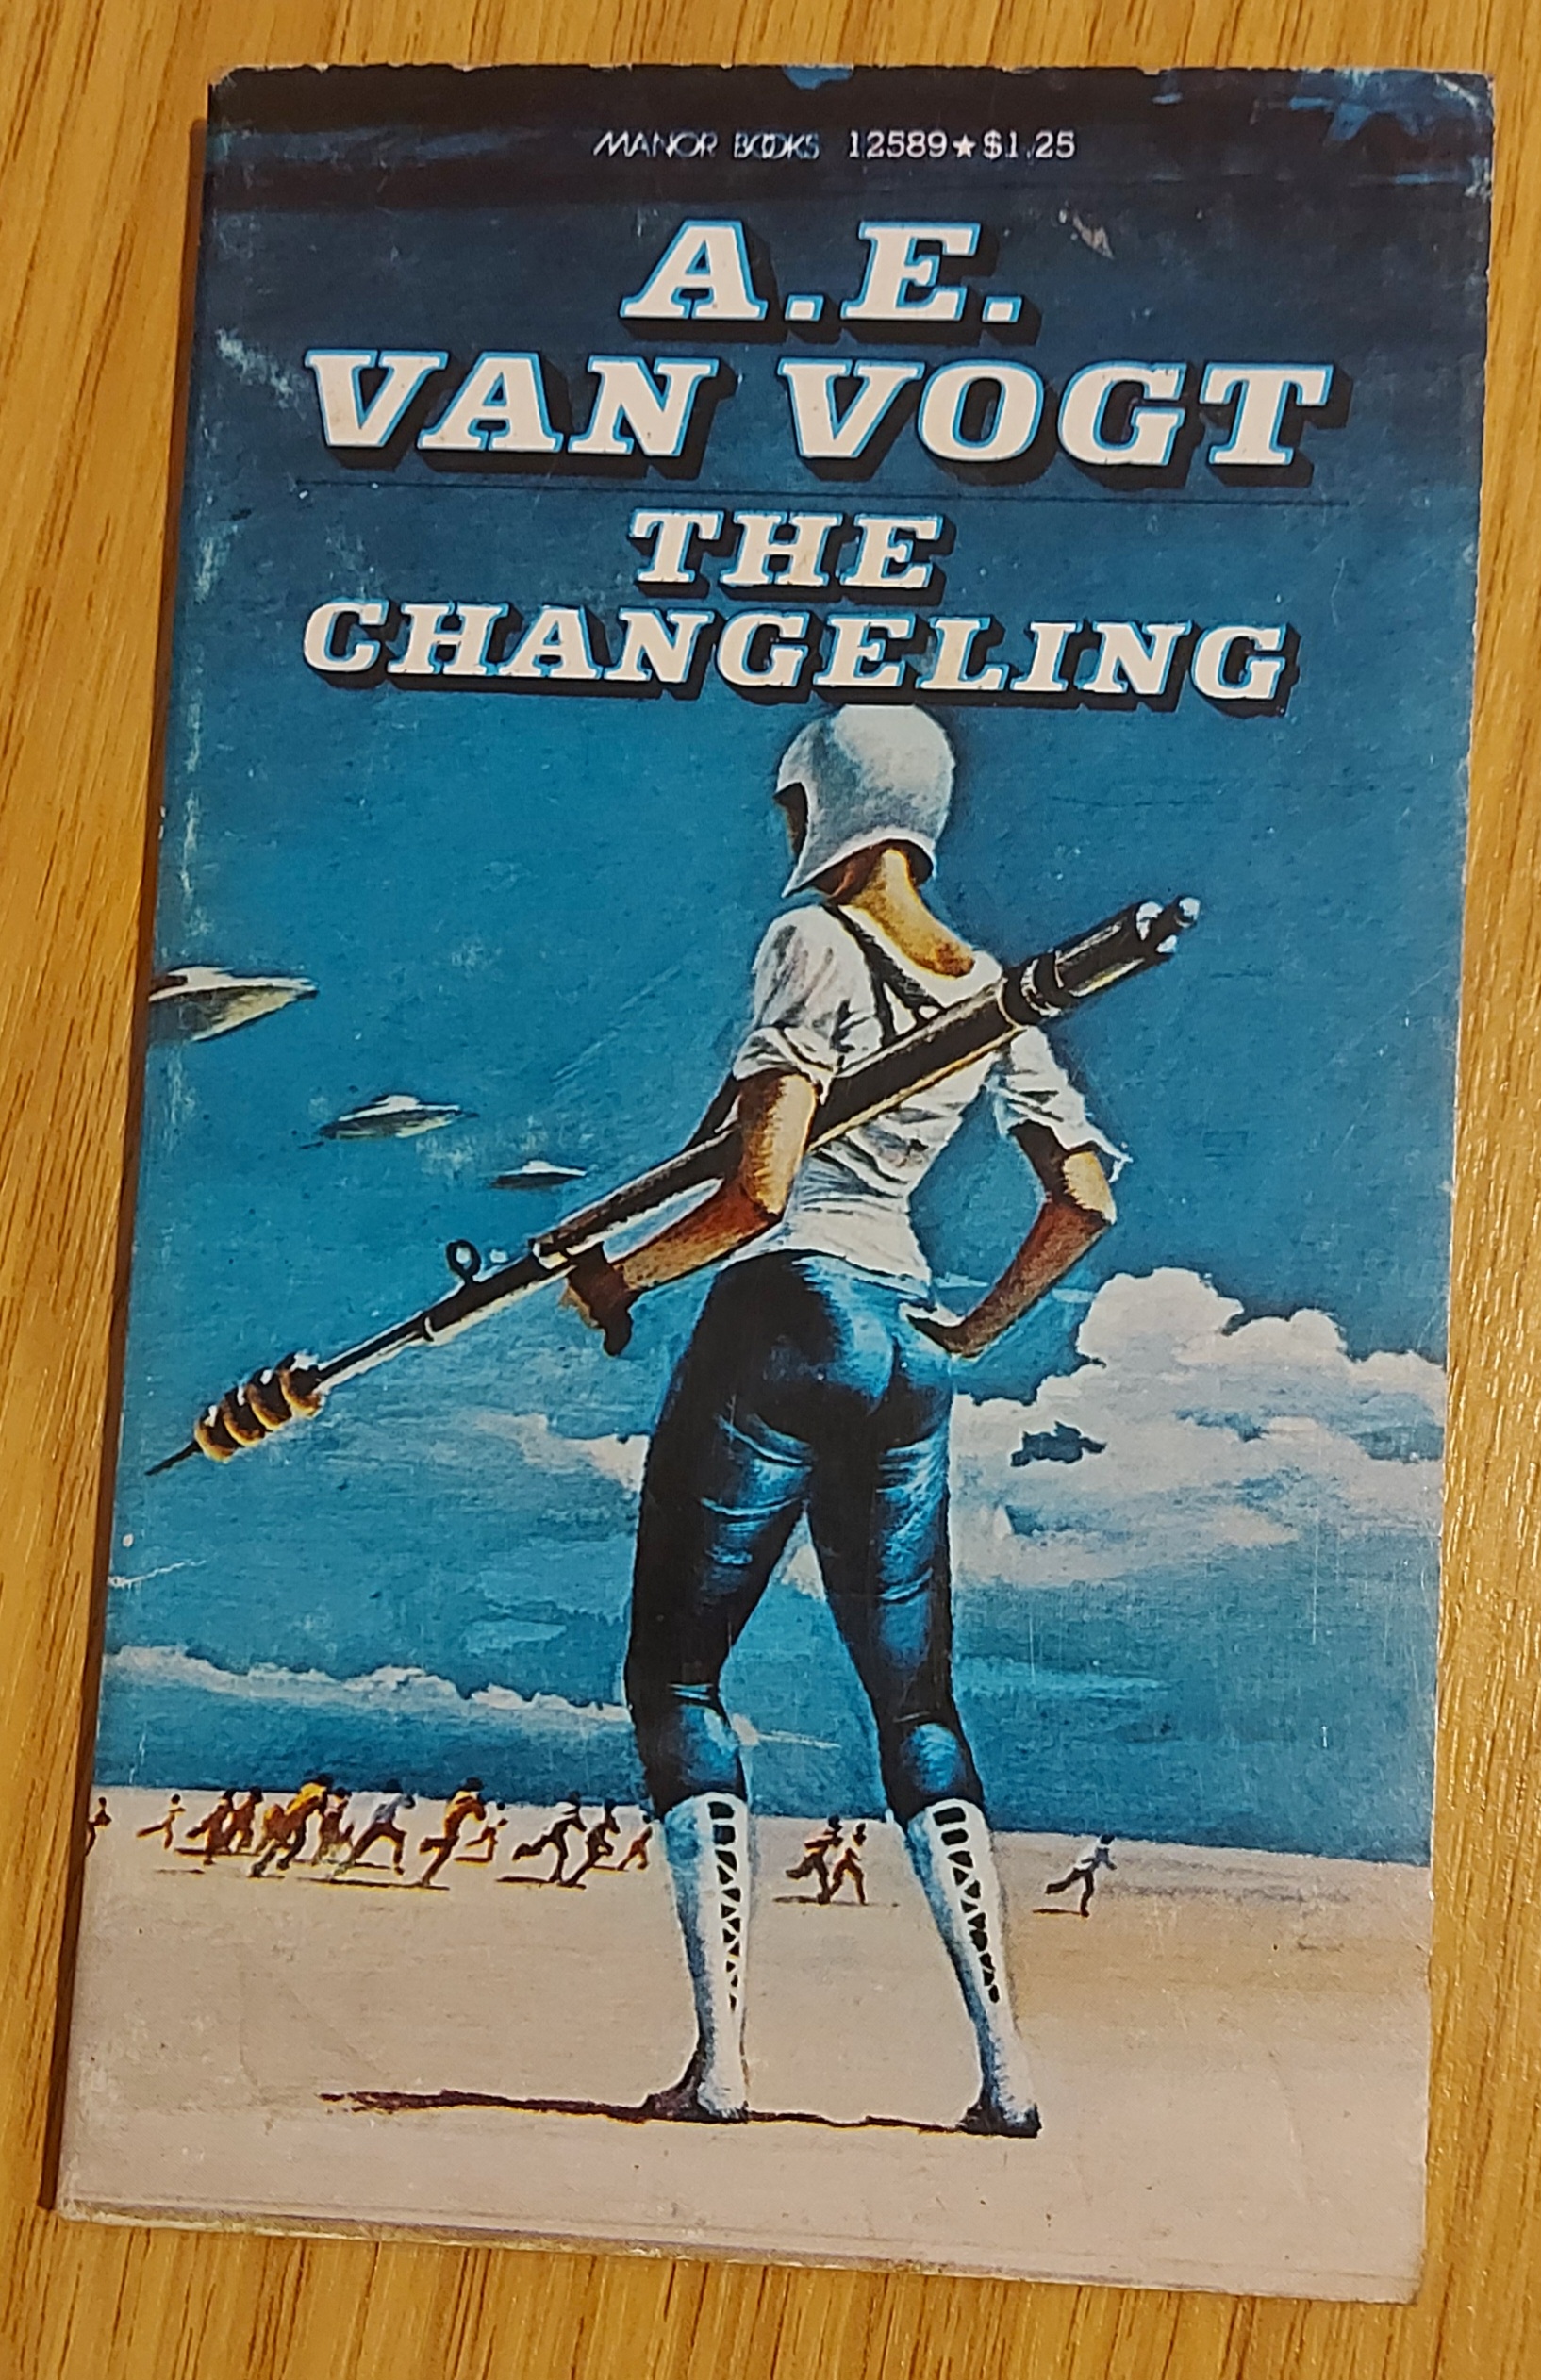 MANOR BOOKS 12589★$1.25
A.E.
VAN VOGT
THE
CHANGELING